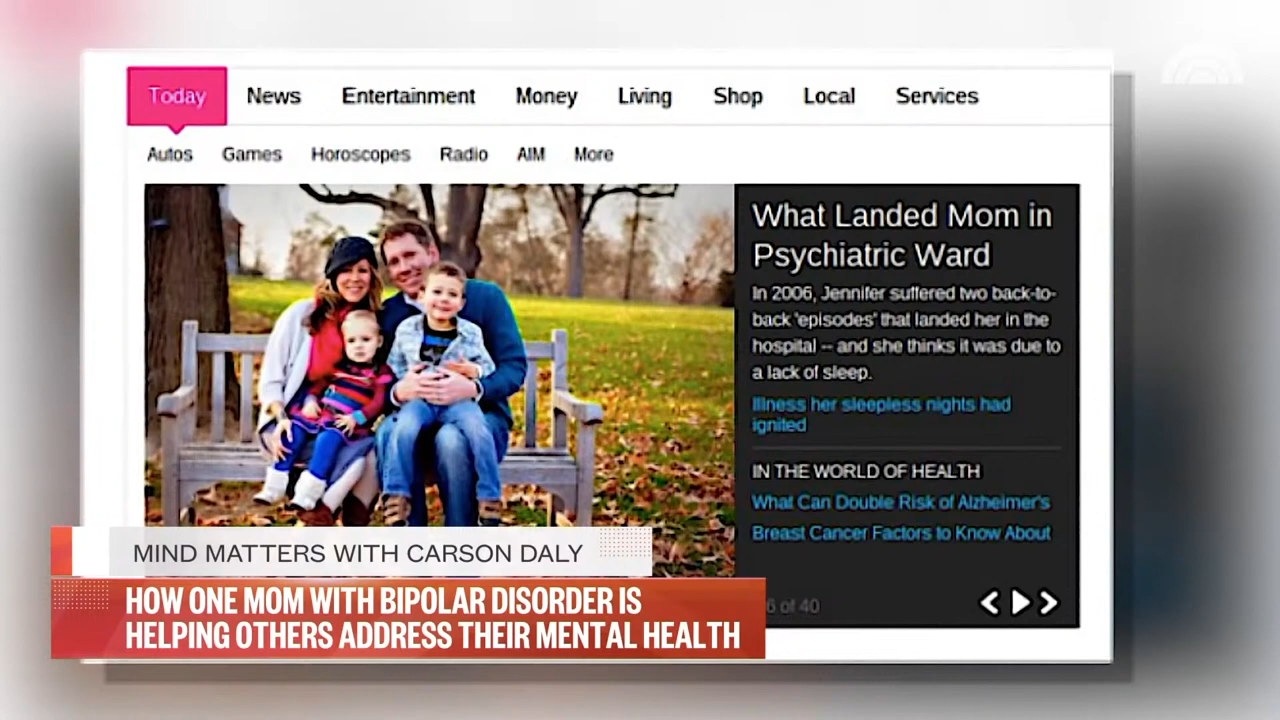 Today News Entertainment Money Living Shop Local Services
Autos Games Horoscopes Radio AIM More
What Landed Mom in
Psychiatric Ward
In 2006, Jennifer suffered two back-to-
back 'episodes' that landed her in the
hospital -- and she thinks it was due to
a lack of sleep.
Illness her sleepless nights had
ignited
IN THE WORLD OF HEALTH
What Can Double Risk of Alzheimer's
Breast Cancer Factors to Know About
6 of 40
MIND MATTERS WITH CARSON DALY
HOW ONE MOM WITH BIPOLAR DISORDER IS
HELPING OTHERS ADDRESS THEIR MENTAL HEALTH